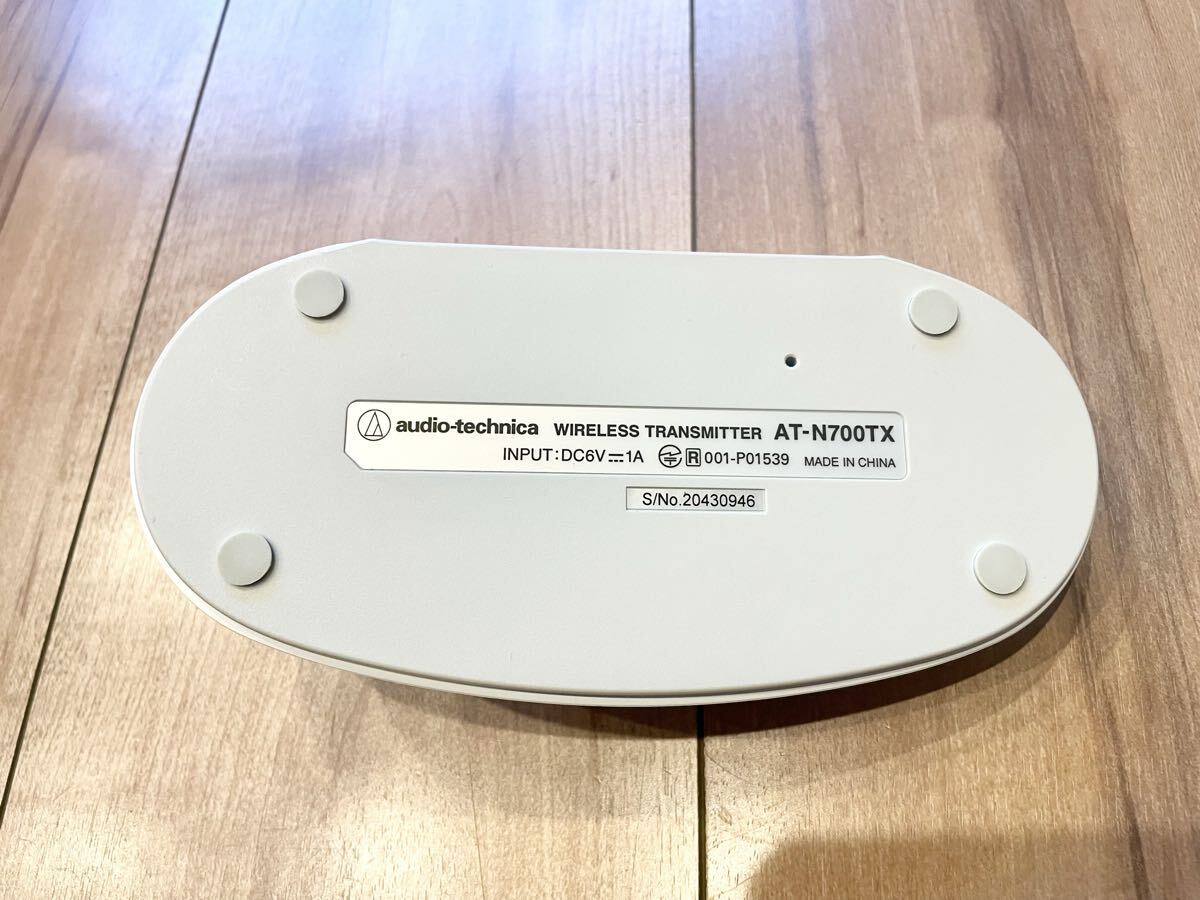 audio-technica WIRELESS TRANSMITTER AT-N700TX
INPUT:DC6V⎓1A R 001-P01539 MADE IN CHINA
S/No.20430946